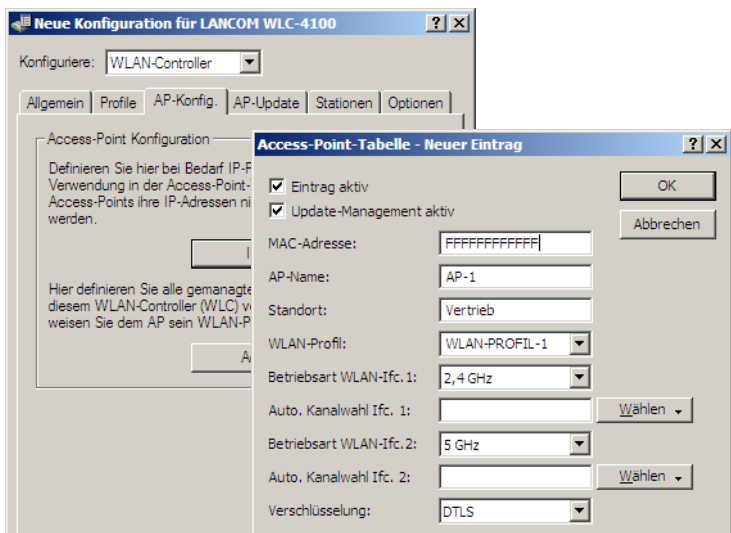 Neue Konfiguration für LANCOM WLC-4100
Konfiguriere: WLAN-Controller
Allgemein Profile AP-Konfig. AP-Update Stationen Optionen
Access-Point Konfiguration
Definieren Sie hier bei Bedarf
Verwendung in der Access-Point-
Access-Points ihre IP-Adressen
werden.
Hier definieren Sie alle
diesem WLAN-Controller (WLC)
weisen Sie dem AP sein
Access-Point-Tabelle - Neuer Eintrag
Eintrag aktiv
OK
Update-Management aktiv
Abbrechen
MAC-Adresse: FFFFFFFFFFFF
AP-Name: AP-1
Standort: Vertrieb
WLAN-Profil: WLAN-PROFIL-1
Betriebsart WLAN-Ifc.1: 2,4 GHz
Auto. Kanalwahl Ifc. 1: Wählen
Betriebsart WLAN-Ifc.2: 5 GHz
Auto. Kanalwahl Ifc. 2: Wählen
Verschlüsselung: DTLS